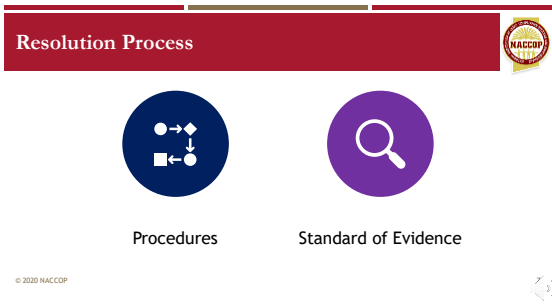 Resolution Process
NACCOP
Procedures
Standard of Evidence
© 2020 NACCOP